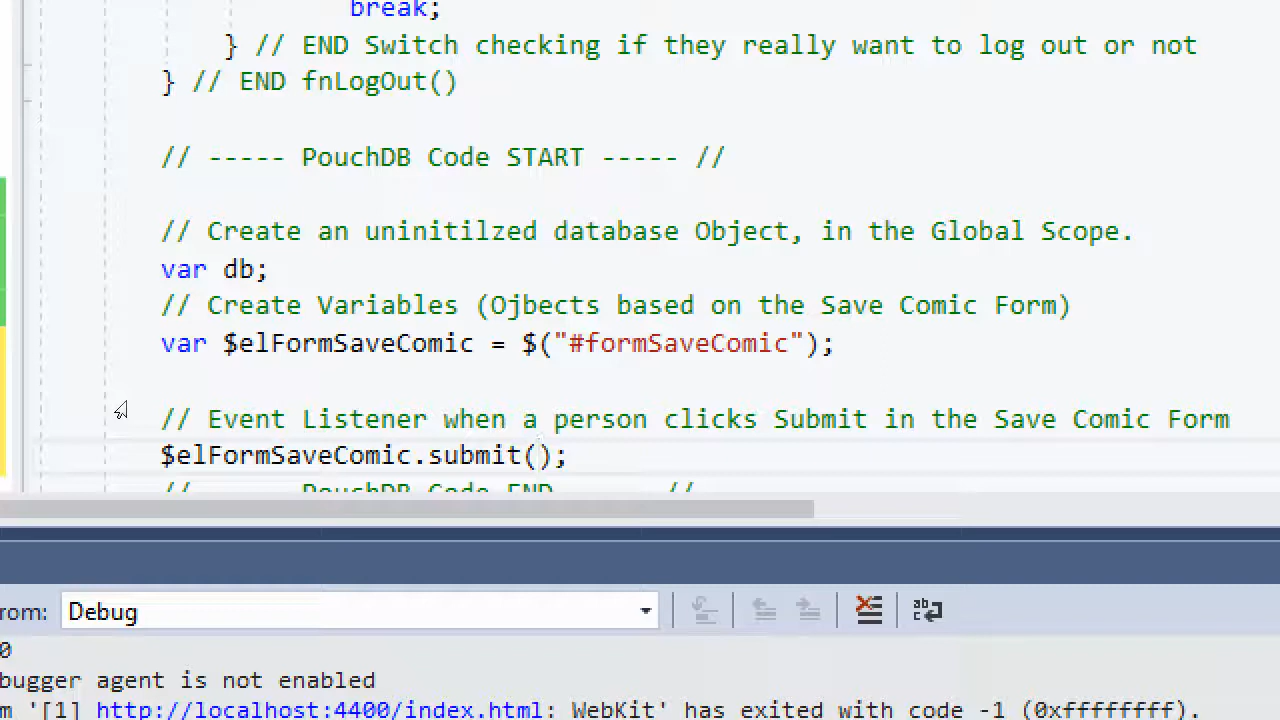 break;
} // END Switch checking if they really want to log out or not
} // END fnLogOut()
// ----- PouchDB Code START ----- //
// Create an uninitilzed database Object, in the Global Scope.
var db;
// Create Variables (Ojbects based on the Save Comic Form)
var $elFormSaveComic = $("#formSaveComic");
// Event Listener when a person clicks Submit in the Save Comic Form
$elFormSaveComic.submit();
// ----- PouchDB Code END ----- //
rom: Debug
0
bugger agent is not enabled
m '[1] http://localhost:4400/index.html: WebKit' has exited with code -1 (0xffffffff).